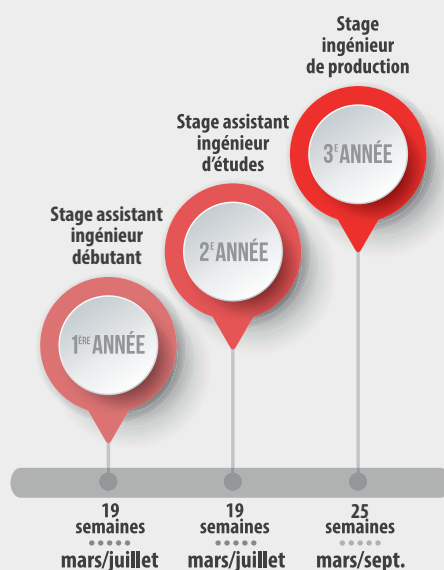 Stage
ingénieur
de production
3E ANNÉE
Stage assistant
ingénieur
d'études
2E ANNÉE
Stage assistant
ingénieur
débutant
1ÈRE ANNÉE
19
semaines
mars/juillet
19
semaines
mars/juillet
25
semaines
mars/sept.